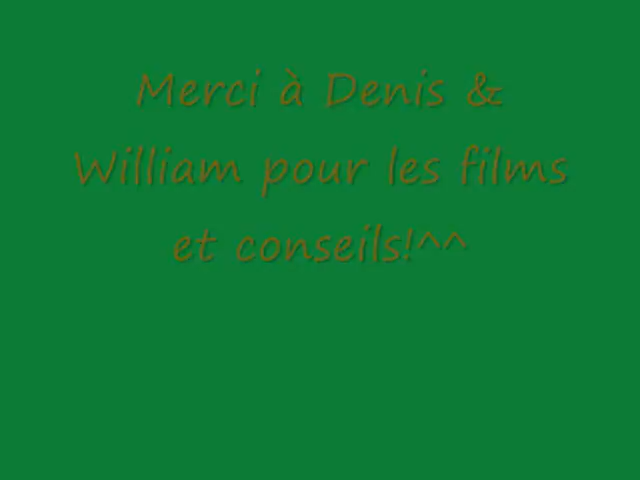 Merci à Denis &
William pour les films
et conseils!^^